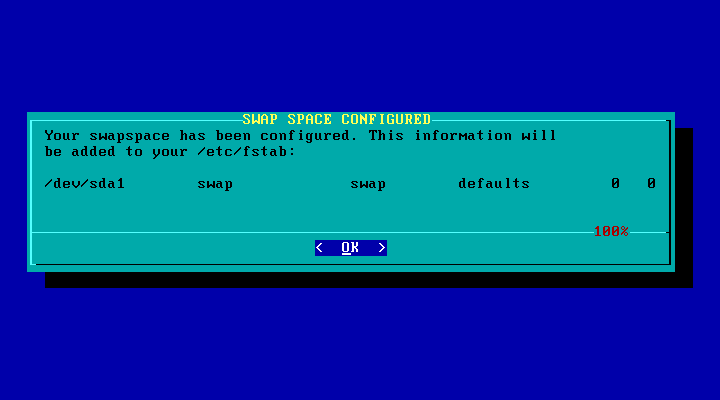 SWAP SPACE CONFIGURED
Your swapspace has been configured. This information will
be added to your /etc/fstab:
/dev/sda1 swap swap defaults 0 0
100%
< OK >